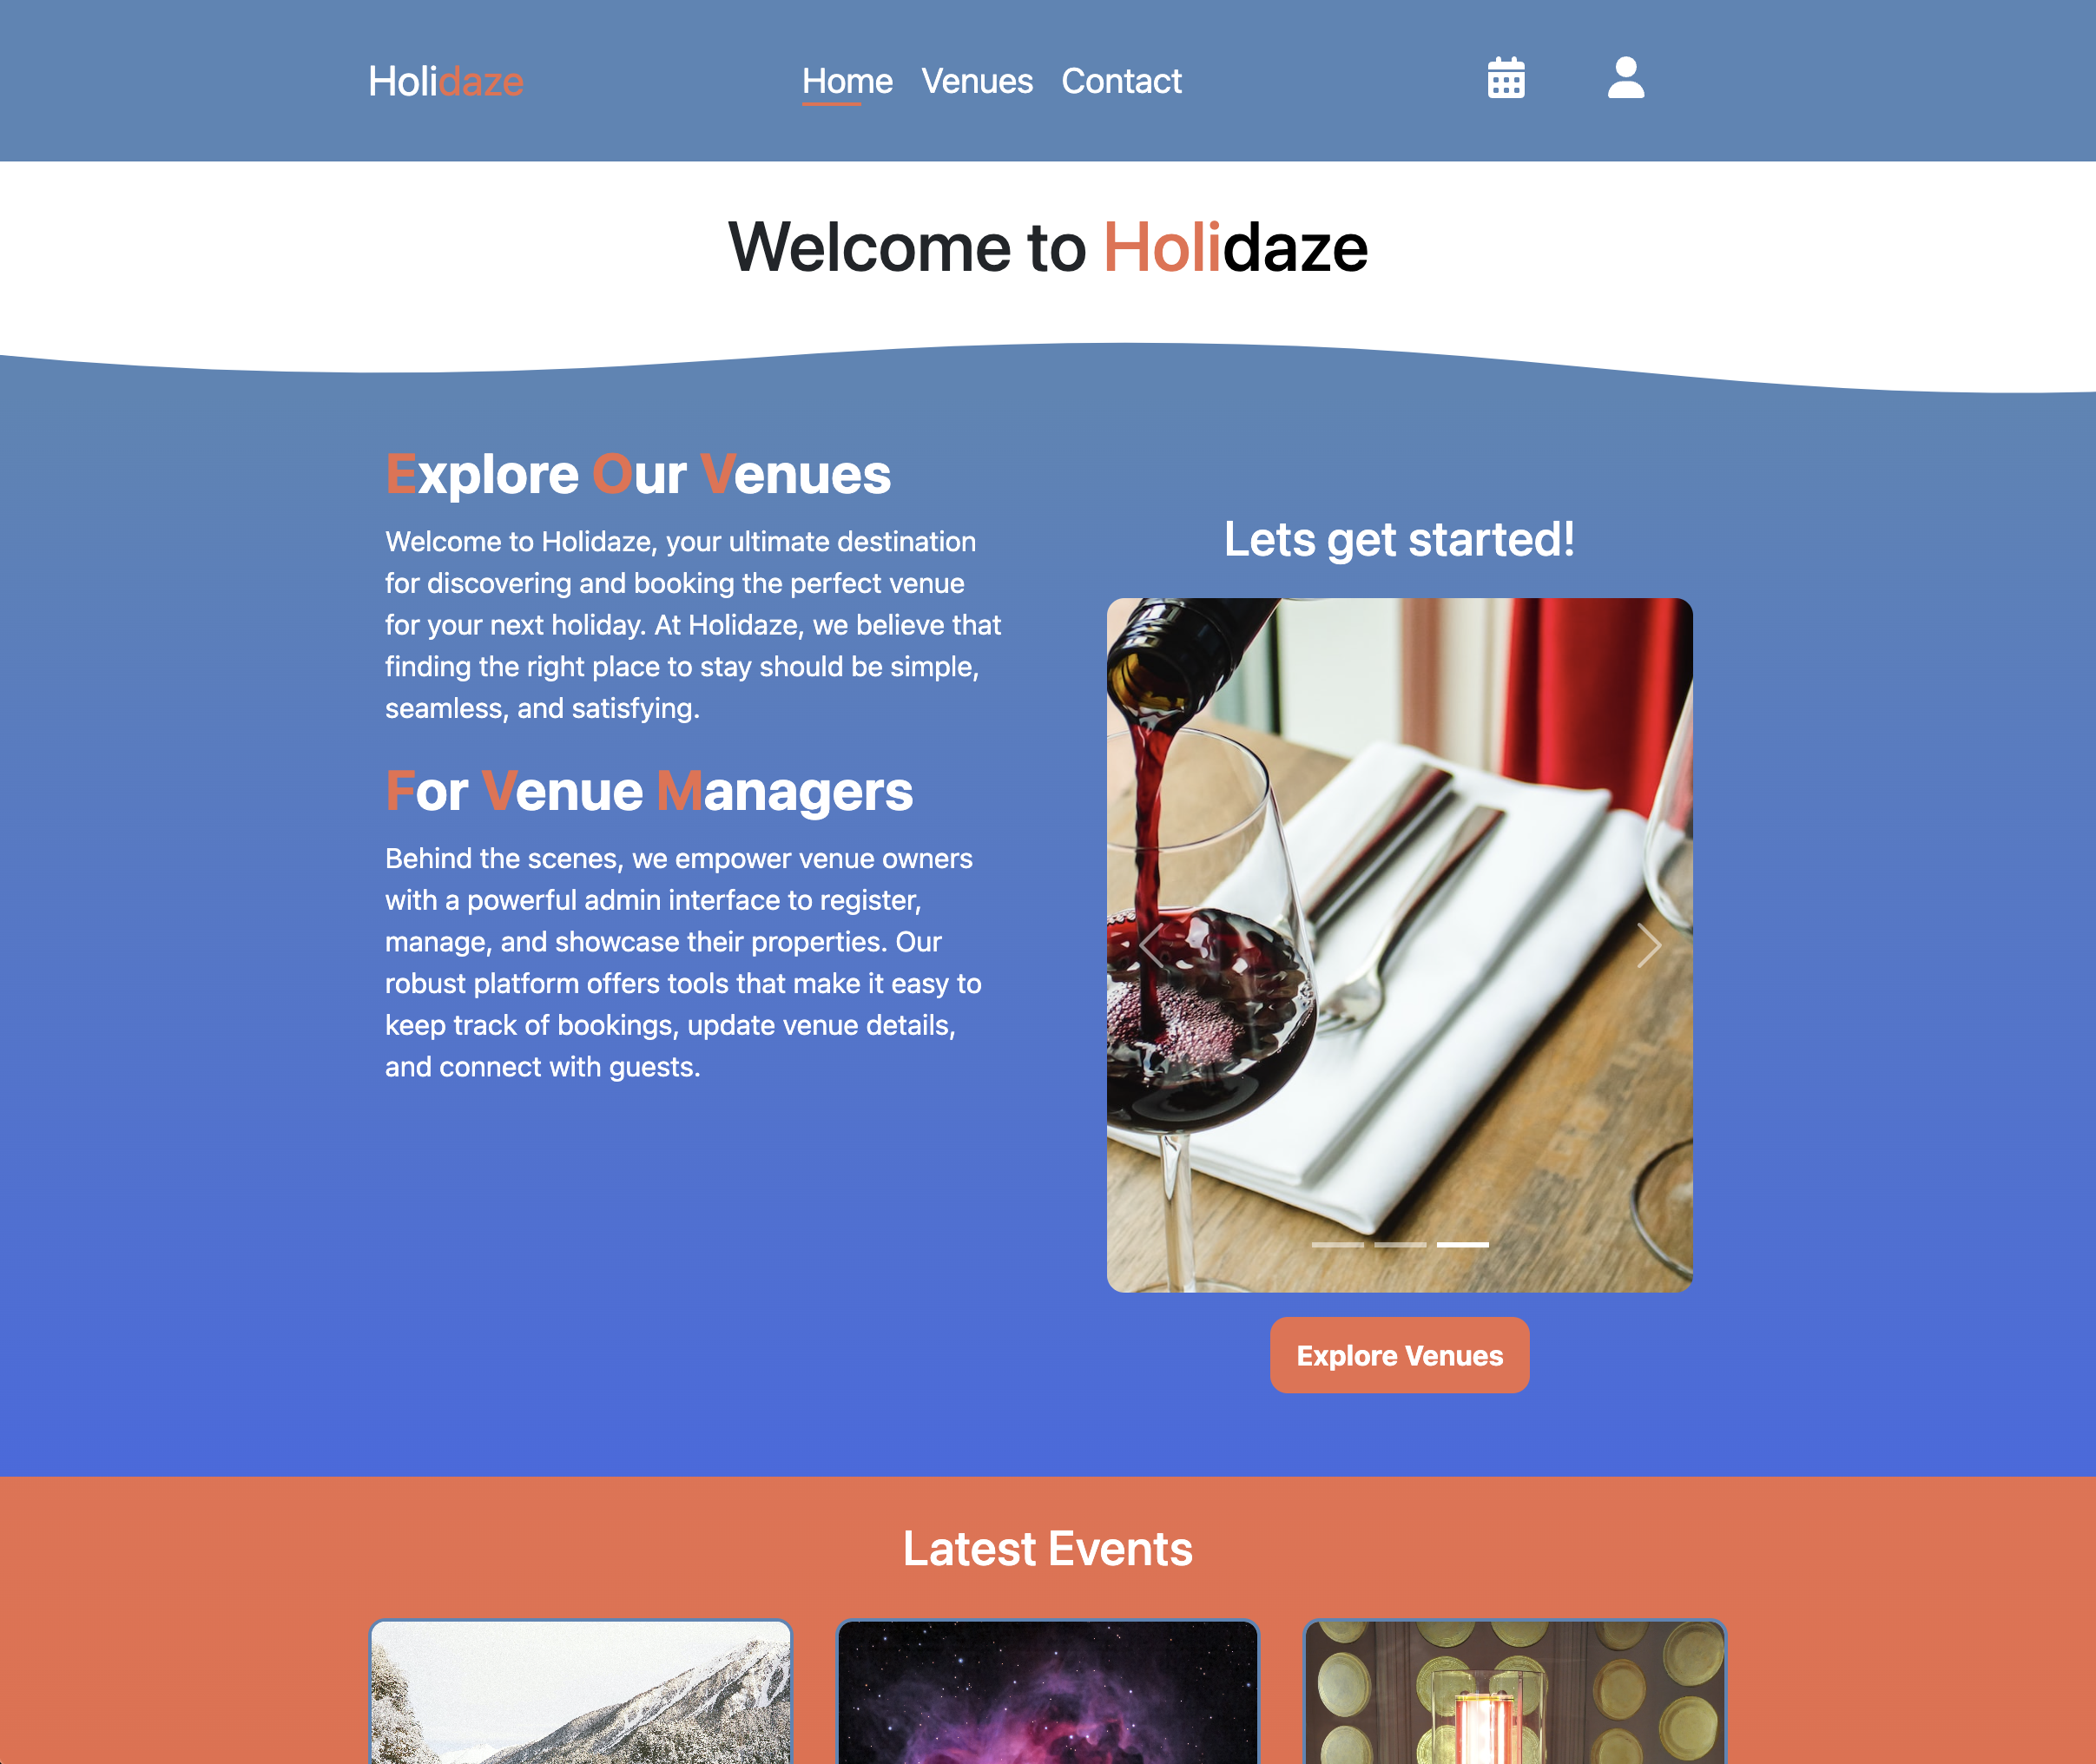 Holidaze
Home Venues Contact
Welcome to Holidaze
Explore Our Venues
Welcome to Holidaze, your ultimate destination
for discovering and booking the perfect venue
for your next holiday. At Holidaze, we believe that
finding the right place to stay should be simple,
seamless, and satisfying.
For Venue Managers
Behind the scenes, we empower venue owners
with a powerful admin interface to register,
manage, and showcase their properties. Our
robust platform offers tools that make it easy to
keep track of bookings, update venue details,
and connect with guests.
Lets get started!
Explore Venues
Latest Events